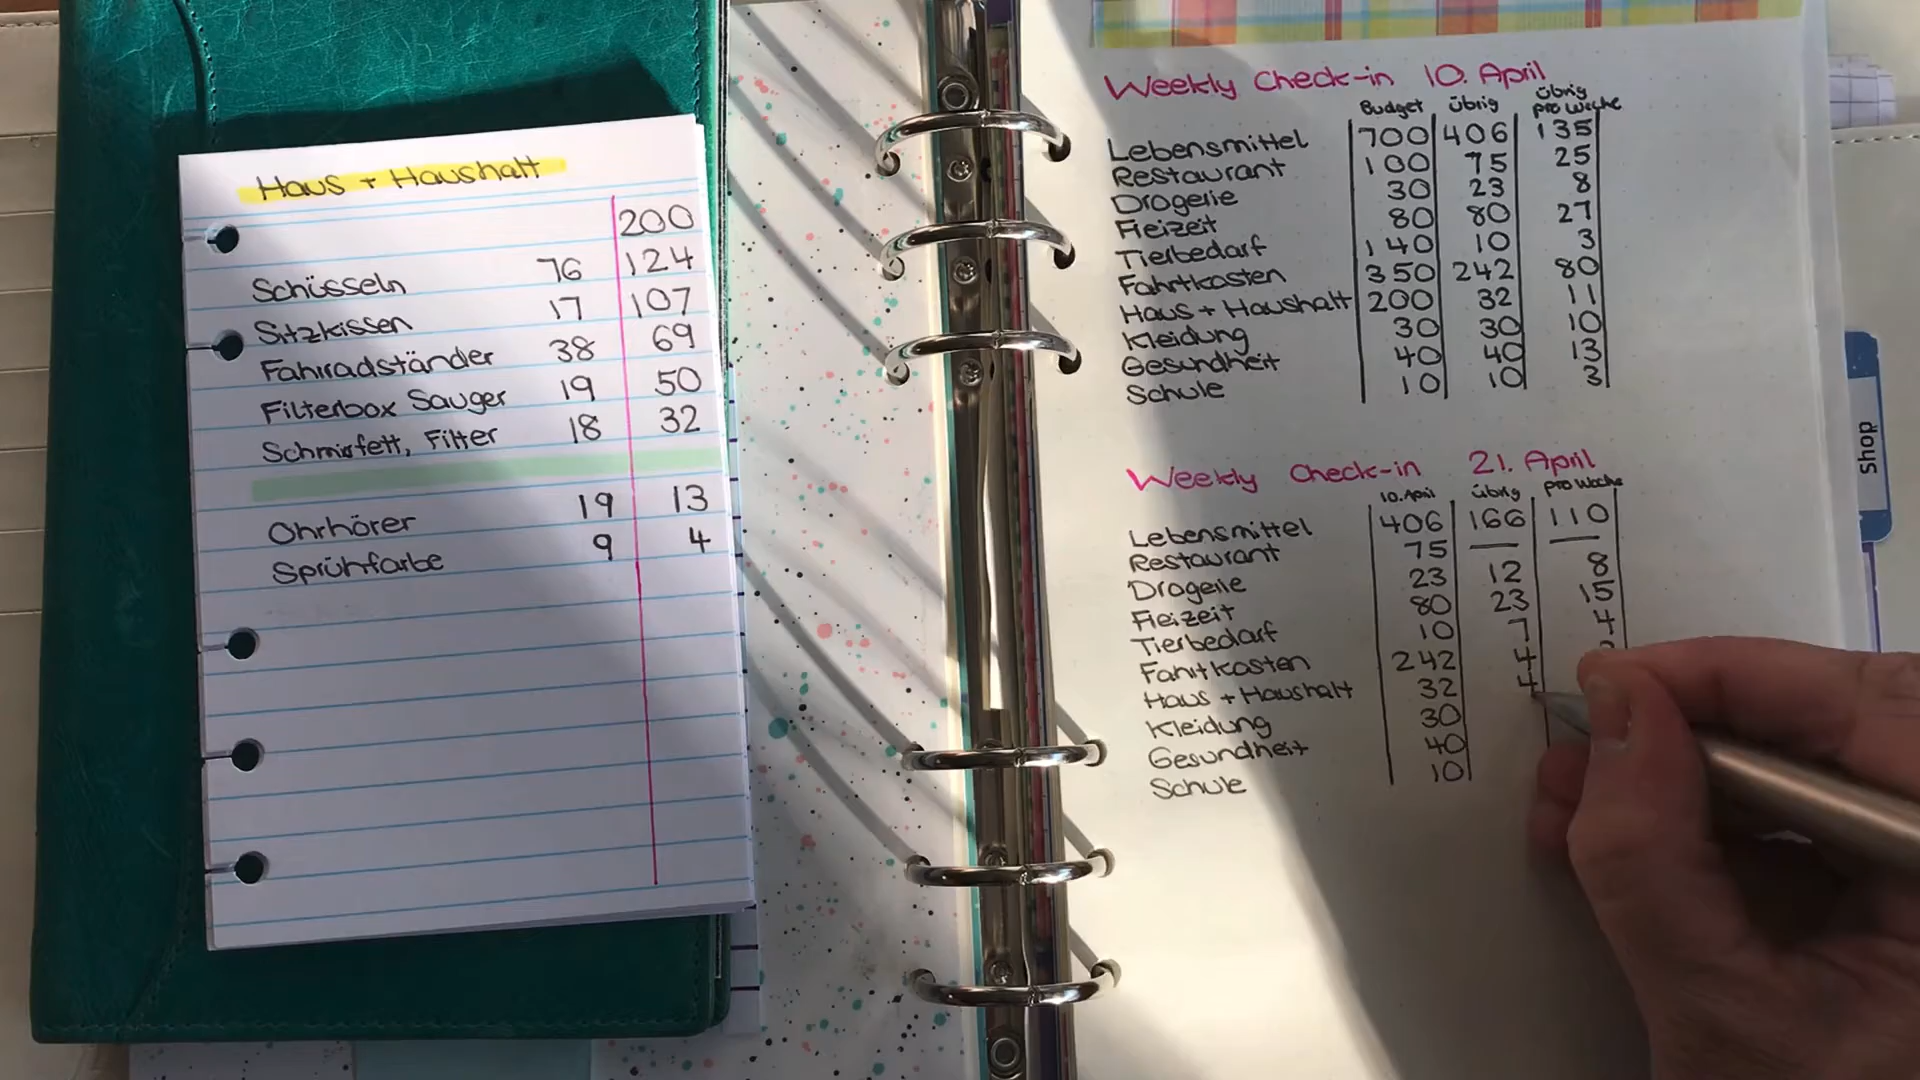 Haus + Haushalt
200
Schüsseln 76 124
Sitzkissen 17 107
Fahrradständer 38 69
Filterbox Sauger 19 50
Schmirfett, Filter 18 32
Ohrhörer 19 13
Sprühfarbe 9 4
Weekly Check-in 10. April
Budget übrig übrig pro Woche
Lebensmittel 700 406 135
Restaurant 100 75 25
Drogerie 30 23 8
Freizeit 80 80 27
Tierbedarf 140 10 3
Fahrtkosten 350 242 80
Haus + Haushalt 200 32 11
Kleidung 30 30 10
Gesundheit 40 40 13
Schule 10 10 3
Weekly Check-in 21. April
10. April übrig pro Woche
Lebensmittel 406 166 110
Restaurant 75 — —
Drogerie 23 12 8
Freizeit 80 23 15
Tierbedarf 10 7 4
Fahrtkosten 242 4
Haus + Haushalt 32 4
Kleidung 30
Gesundheit 40
Schule 10
Shop